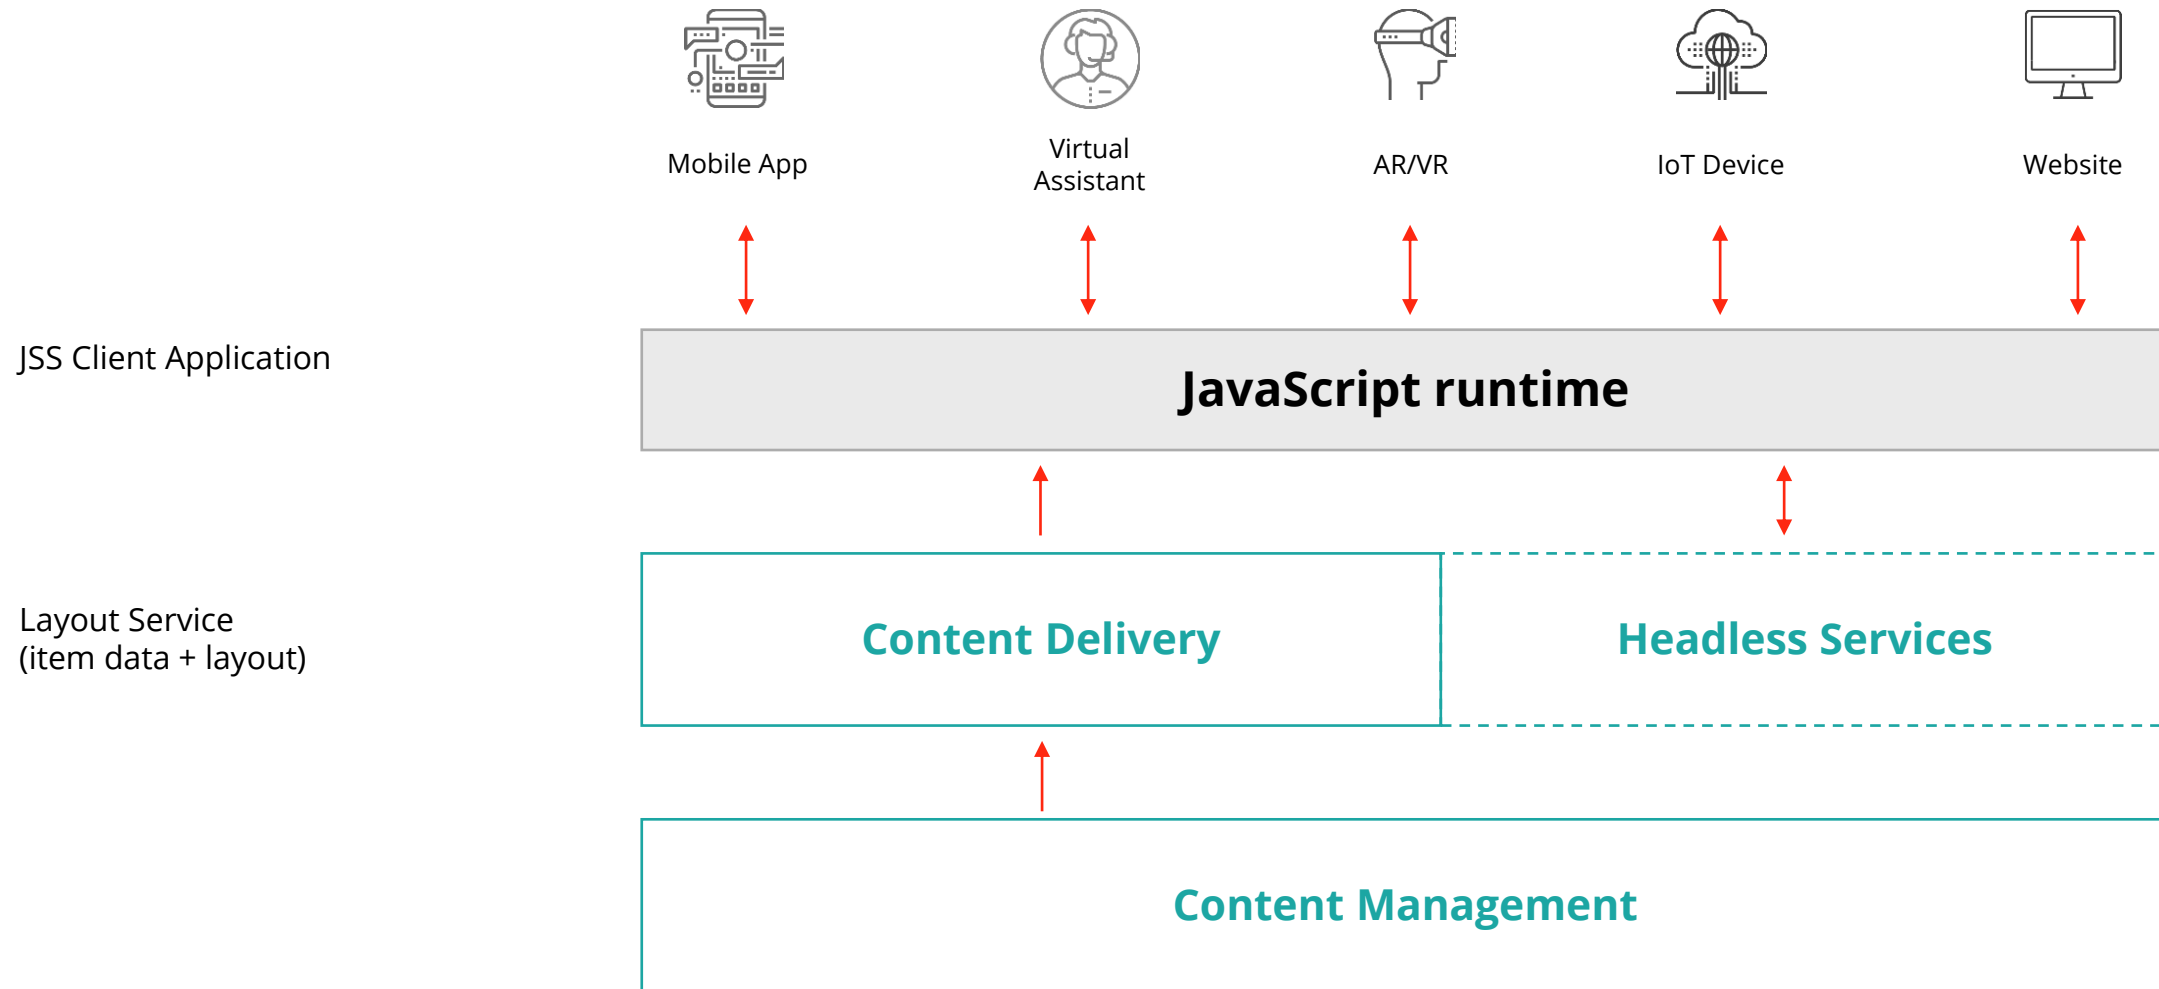 Mobile App
Virtual
Assistant
AR/VR
IoT Device
Website
JSS Client Application
JavaScript runtime
Layout Service
(item data + layout)
Content Delivery
Headless Services
Content Management